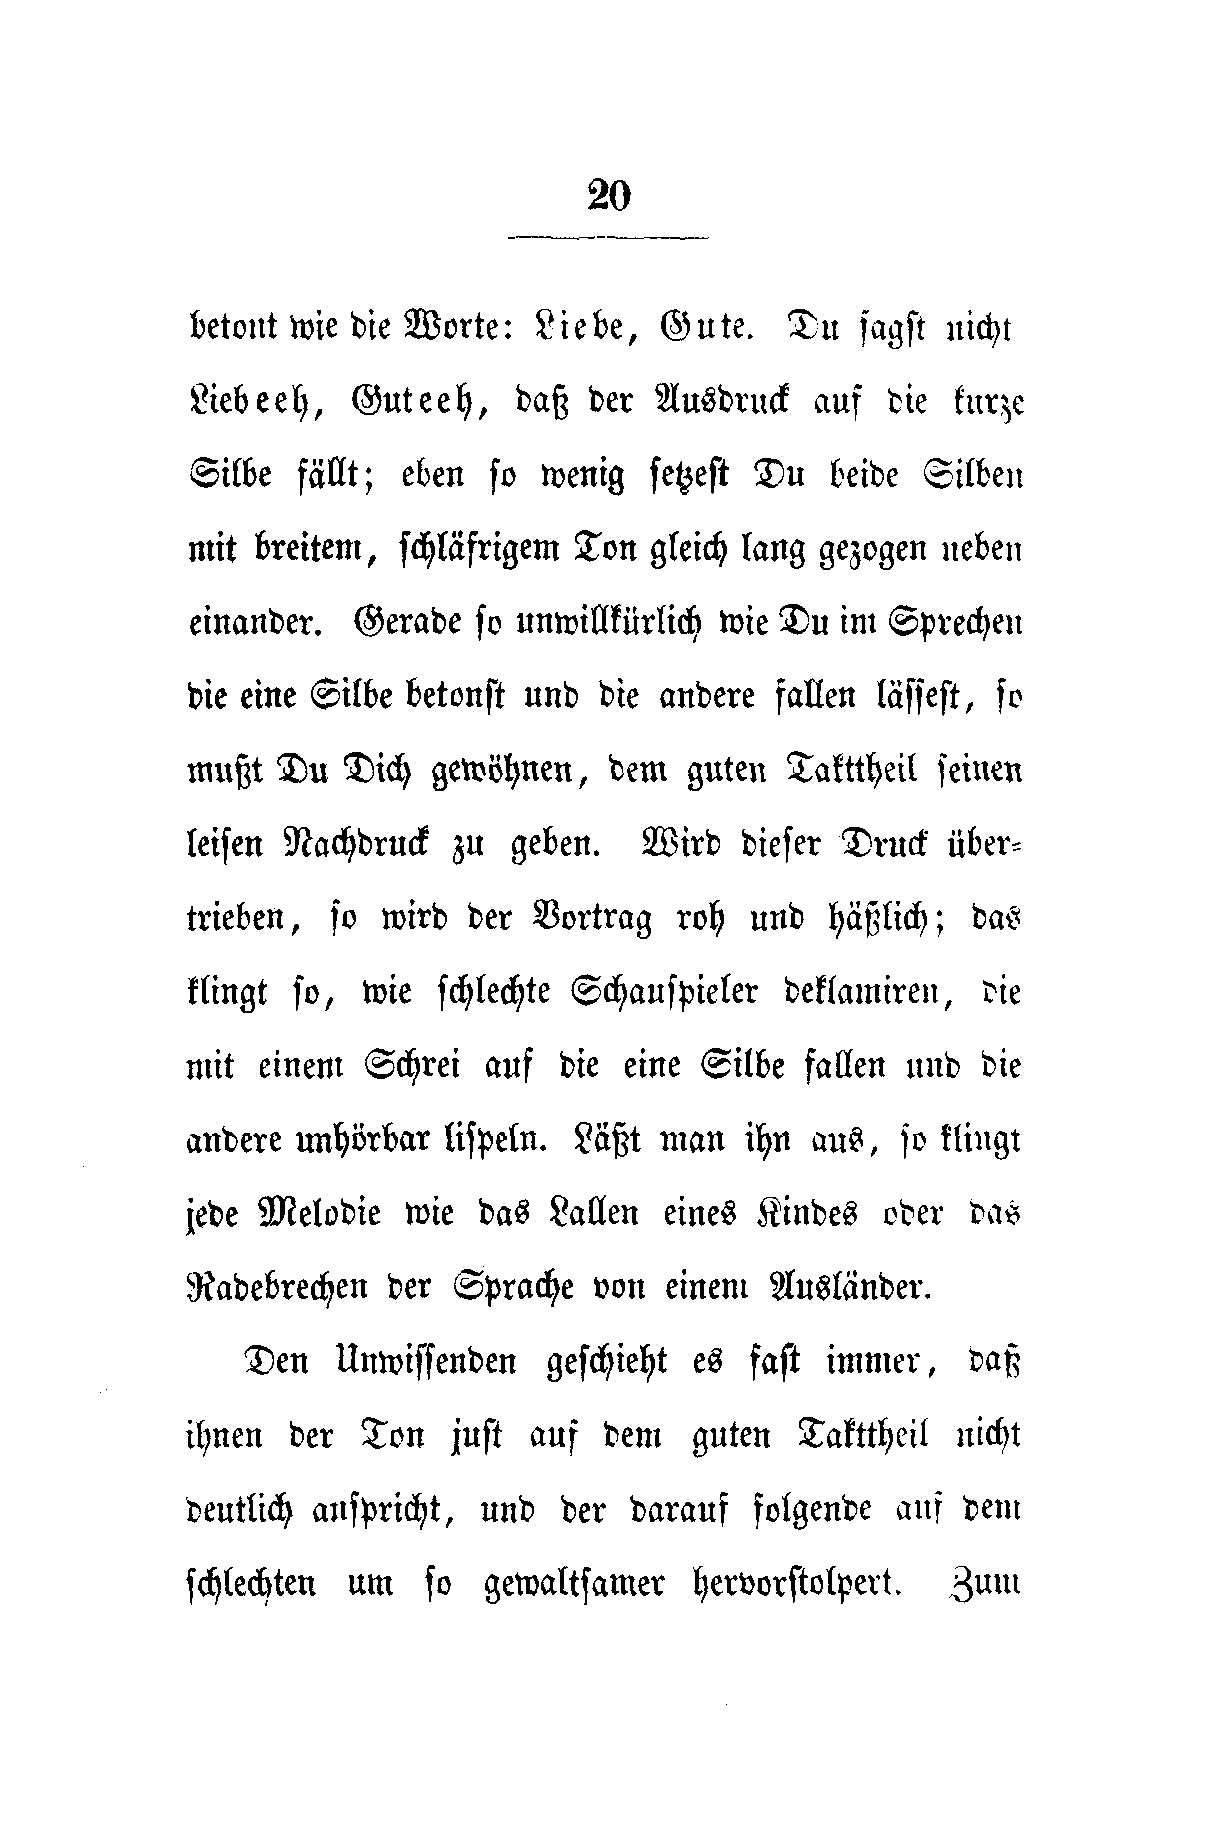 20
betont wie die Worte: Liebe, Gute. Du sagst nicht
Liebeeh, Guteeh, daß der Ausdruck auf die kurze
Silbe fällt; eben so wenig setzest Du beide Silben
mit breitem, schläfrigem Ton gleich lang gezogen neben
einander. Gerade so unwillkürlich wie Du im Sprechen
die eine Silbe betonst und die andere fallen lässest, so
mußt Du Dich gewöhnen, dem guten Takttheil seinen
leisen Nachdruck zu geben. Wird dieser Druck über-
trieben, so wird der Vortrag roh und häßlich; das
klingt so, wie schlechte Schauspieler deklamiren, die
mit einem Schrei auf die eine Silbe fallen und die
andere unhörbar lispeln. Läßt man ihn aus, so klingt
jede Melodie wie das Lallen eines Kindes oder das
Radebrechen der Sprache von einem Ausländer.
Den Unwissenden geschieht es fast immer, daß
ihnen der Ton just auf dem guten Takttheil nicht
deutlich anspricht, und der darauf folgende auf dem
schlechten um so gewaltsamer hervorstolpert. Zum